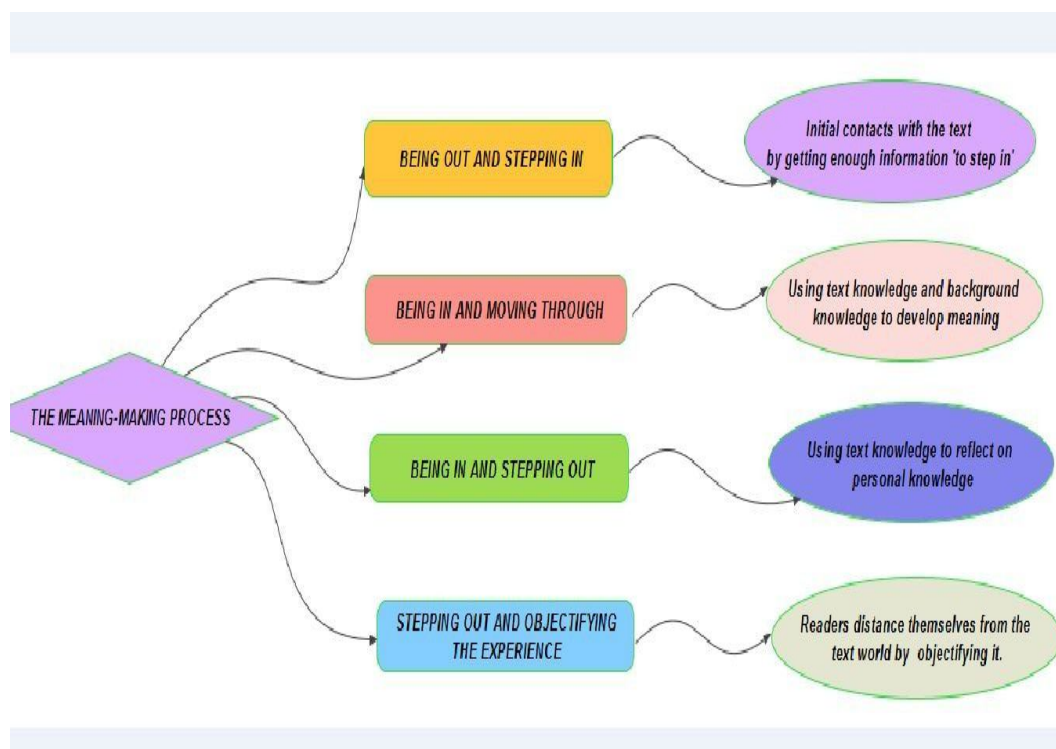 THE MEANING-MAKING PROCESS
BEING OUT AND STEPPING IN
Initial contacts with the text
by getting enough information 'to step in'
BEING IN AND MOVING THROUGH
Using text knowledge and background
knowledge to develop meaning
BEING IN AND STEPPING OUT
Using text knowledge to reflect on
personal knowledge
STEPPING OUT AND OBJECTIFYING
THE EXPERIENCE
Readers distance themselves from the
text world by objectifying it.